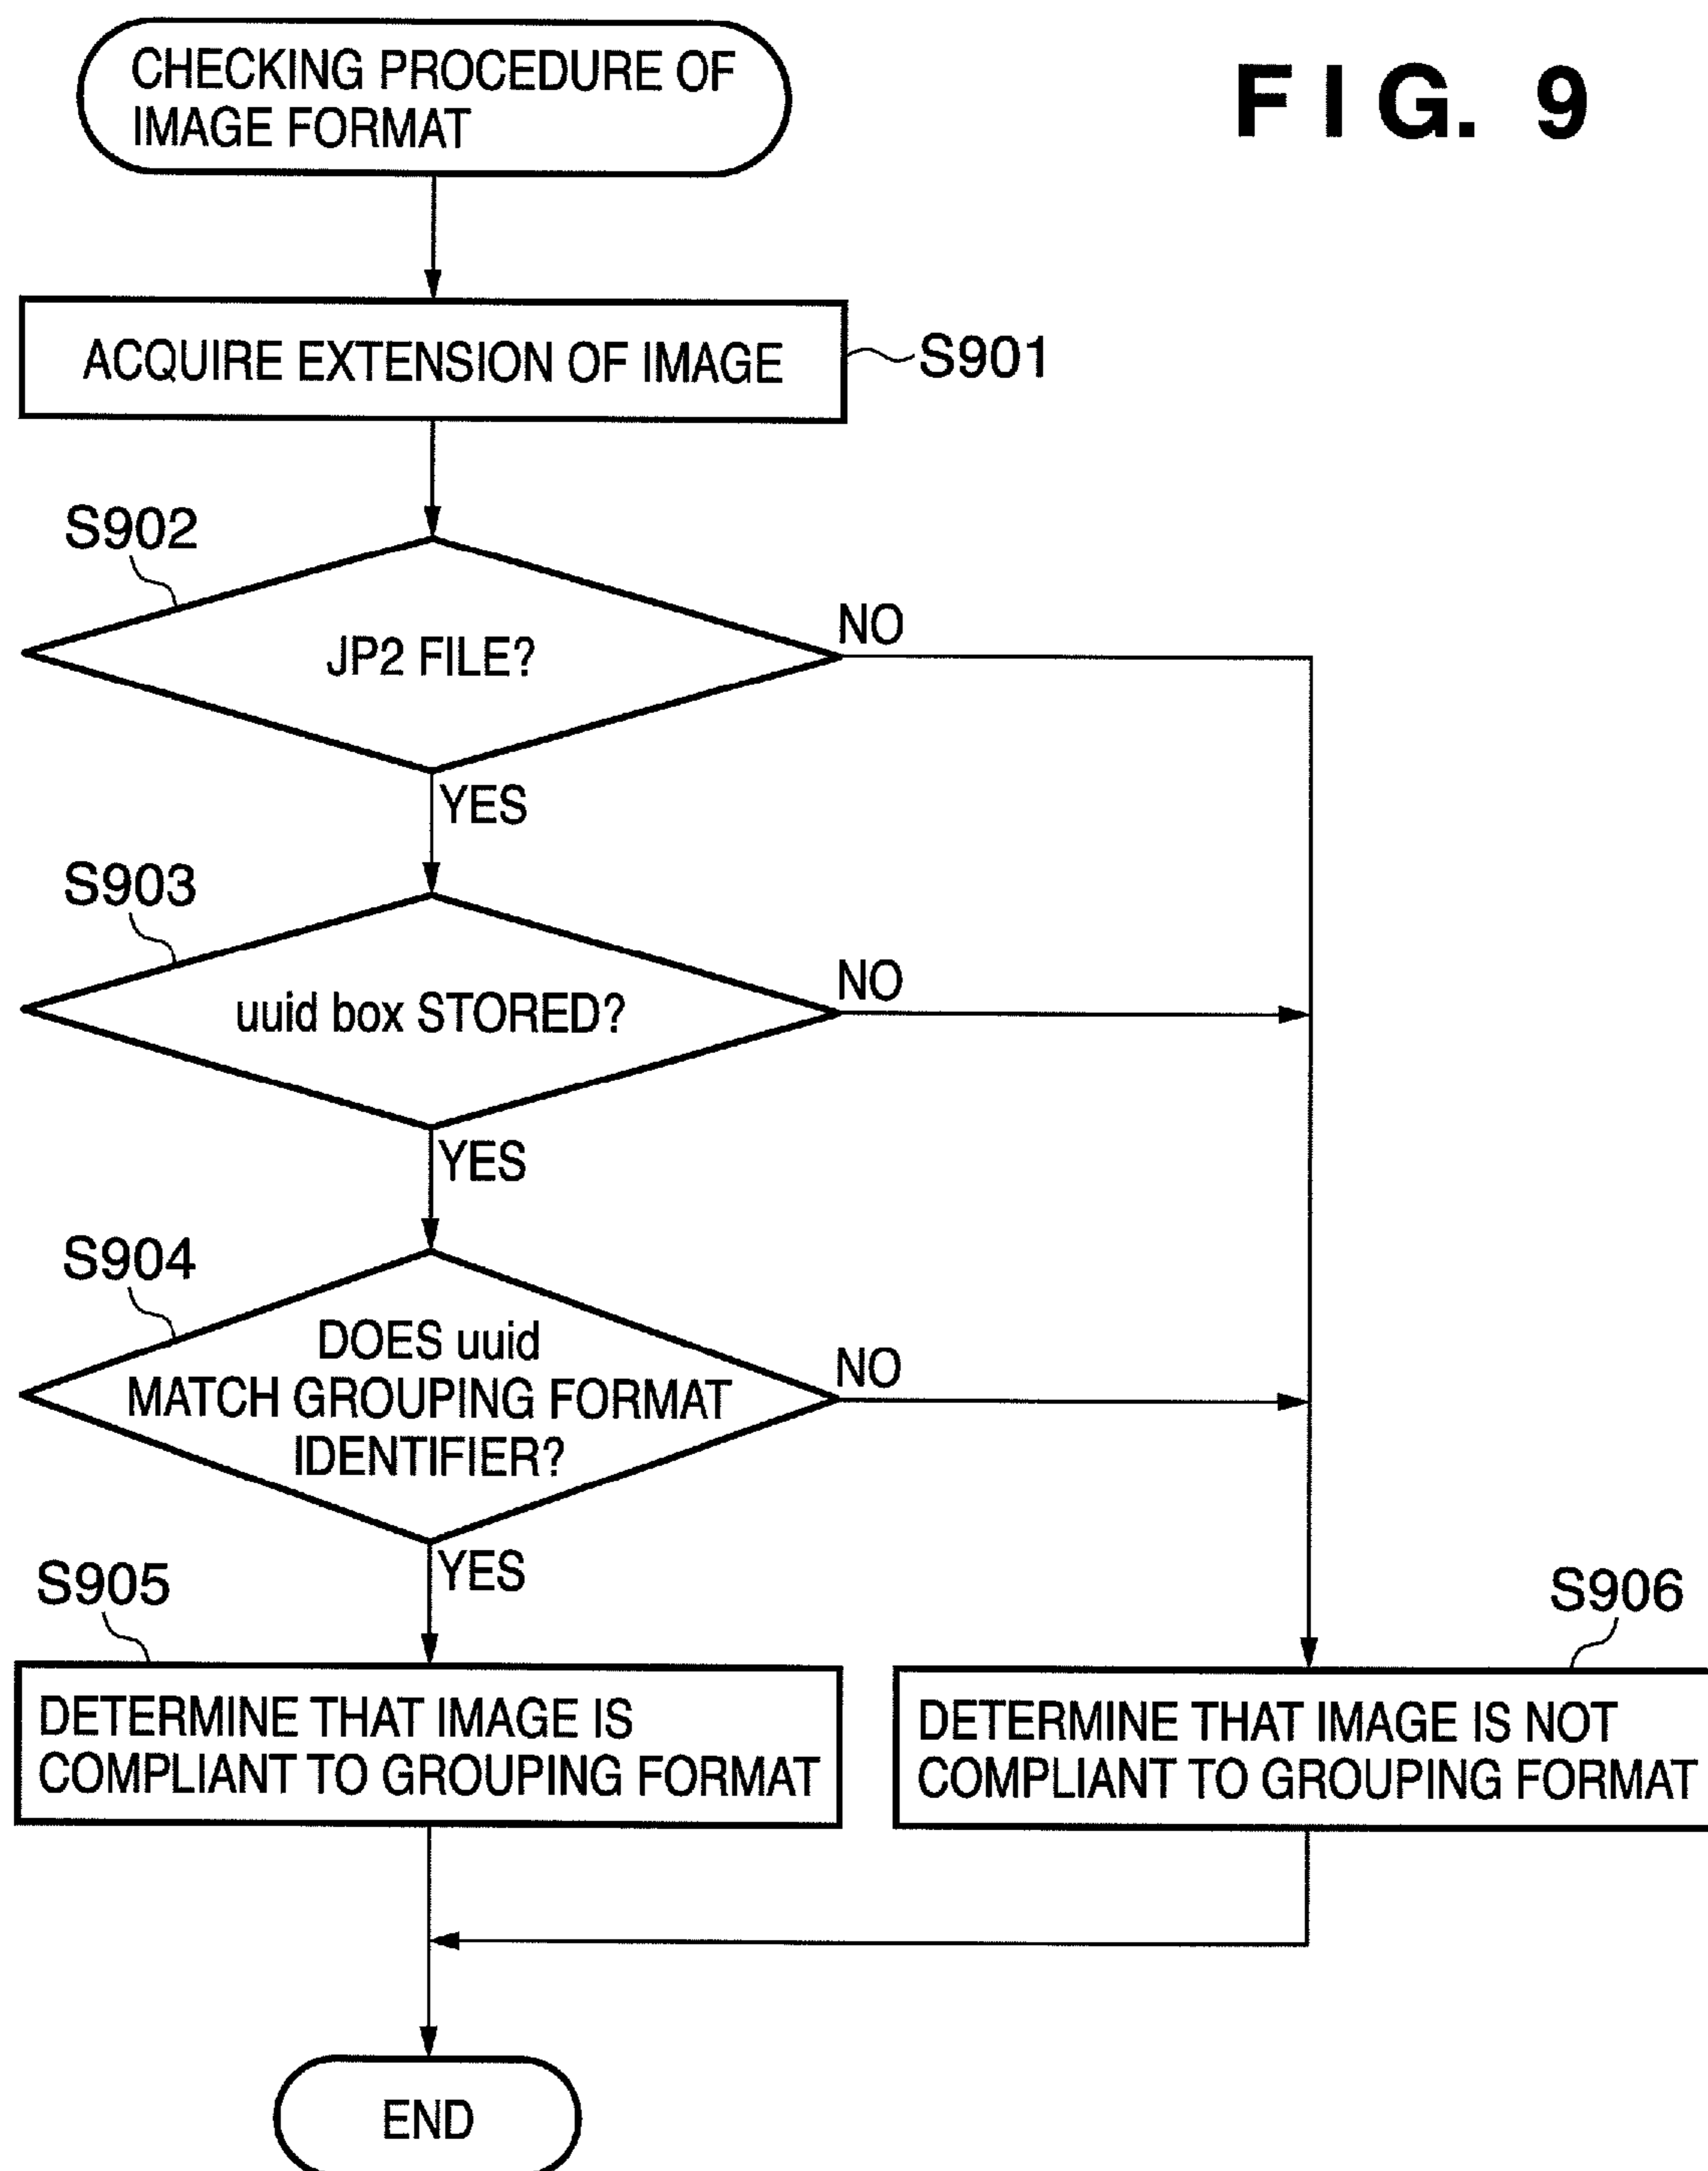 FIG. 9
CHECKING PROCEDURE OF
IMAGE FORMAT
ACQUIRE EXTENSION OF IMAGE
S901
S902
JP2 FILE?
NO
YES
S903
uuid box STORED?
NO
YES
S904
DOES uuid
MATCH GROUPING FORMAT
IDENTIFIER?
NO
YES
S905
DETERMINE THAT IMAGE IS
COMPLIANT TO GROUPING FORMAT
S906
DETERMINE THAT IMAGE IS NOT
COMPLIANT TO GROUPING FORMAT
END